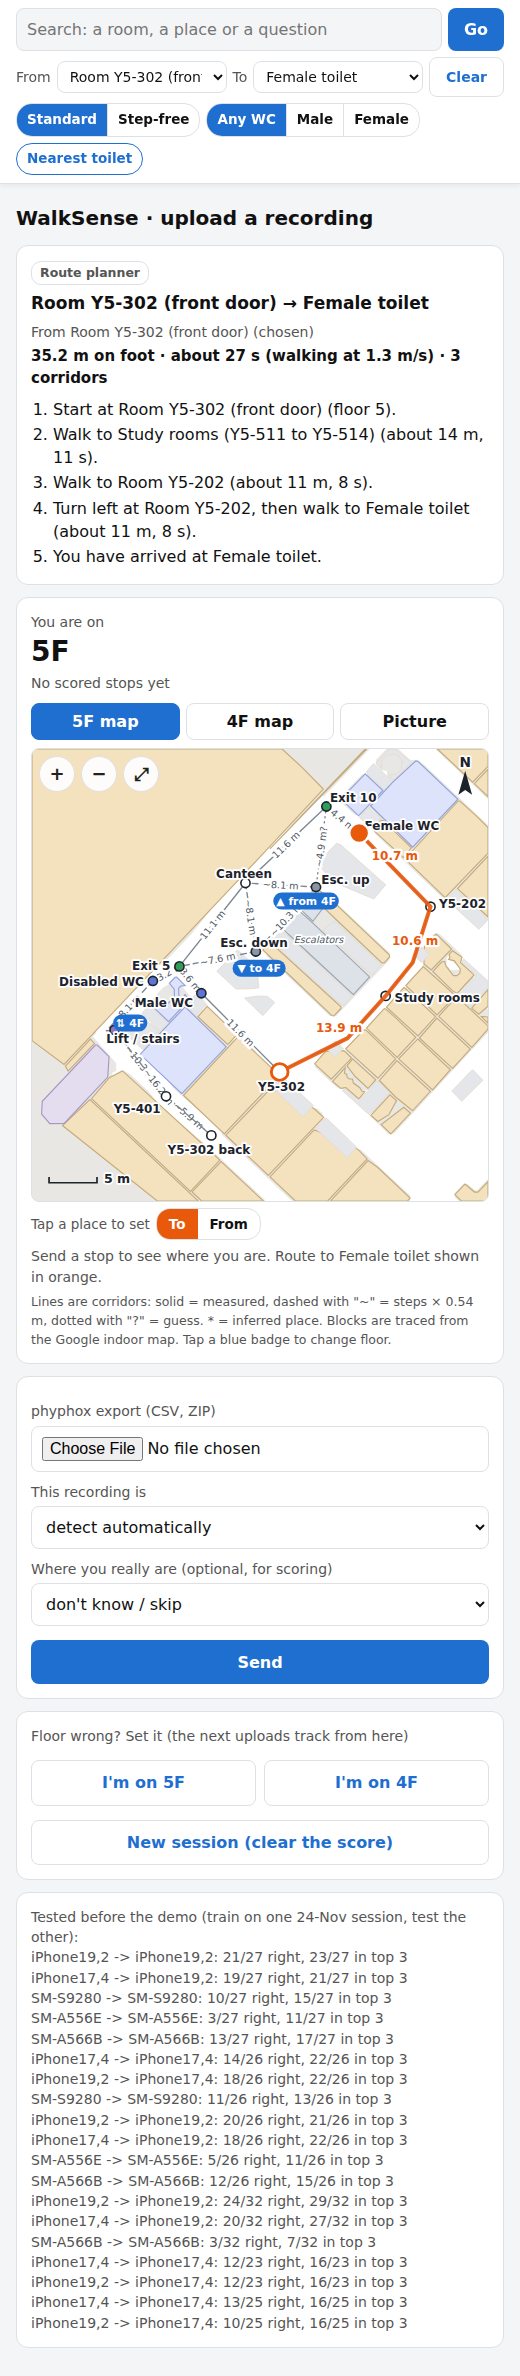 Search: a room, a place or a question
Go
From
Room Y5-302 (front
To
Female toilet
Clear
Standard
Step-free
Any WC
Male
Female
Nearest toilet
WalkSense · upload a recording
Route planner
Room Y5-302 (front door) → Female toilet
From Room Y5-302 (front door) (chosen)
35.2 m on foot · about 27 s (walking at 1.3 m/s) · 3
corridors
1. Start at Room Y5-302 (front door) (floor 5).
2. Walk to Study rooms (Y5-511 to Y5-514) (about 14 m,
11 s).
3. Walk to Room Y5-202 (about 11 m, 8 s).
4. Turn left at Room Y5-202, then walk to Female toilet
(about 11 m, 8 s).
5. You have arrived at Female toilet.
You are on
5F
No scored stops yet
5F map
4F map
Picture
+
−
⤢
N
Exit 10
Female WC
10.7 m
11.6 m
~4.9 m?
Canteen
~8.1 m
Esc. up
▲ from 4F
Y5-202
11.1 m
~8.1 m
~10.3
Escalators
10.6 m
Esc. down
▼ to 4F
~7.6 m
Exit 5
Disabled WC
Male WC
Study rooms
⇅ 4F
Lift / stairs
11.6 m
13.9 m
Y5-302
Y5-401
~5.9 m
Y5-302 back
5 m
Tap a place to set
To
From
Send a stop to see where you are. Route to Female toilet shown
in orange.
Lines are corridors: solid = measured, dashed with "~" = steps × 0.54
m, dotted with "?" = guess. * = inferred place. Blocks are traced from
the Google indoor map. Tap a blue badge to change floor.
phyphox export (CSV, ZIP)
Choose File No file chosen
This recording is
detect automatically
Where you really are (optional, for scoring)
don't know / skip
Send
Floor wrong? Set it (the next uploads track from here)
I'm on 5F
I'm on 4F
New session (clear the score)
Tested before the demo (train on one 24-Nov session, test the
other):
iPhone19,2 -> iPhone19,2: 21/27 right, 23/27 in top 3
iPhone17,4 -> iPhone19,2: 19/27 right, 21/27 in top 3
SM-S9280 -> SM-S9280: 10/27 right, 15/27 in top 3
SM-A556E -> SM-A556E: 3/27 right, 11/27 in top 3
SM-A566B -> SM-A566B: 13/27 right, 17/27 in top 3
iPhone17,4 -> iPhone17,4: 14/26 right, 22/26 in top 3
iPhone19,2 -> iPhone17,4: 18/26 right, 22/26 in top 3
SM-S9280 -> SM-S9280: 11/26 right, 13/26 in top 3
iPhone19,2 -> iPhone19,2: 20/26 right, 21/26 in top 3
iPhone17,4 -> iPhone19,2: 18/26 right, 22/26 in top 3
SM-A556E -> SM-A556E: 5/26 right, 11/26 in top 3
SM-A566B -> SM-A566B: 12/26 right, 15/26 in top 3
iPhone19,2 -> iPhone19,2: 24/32 right, 29/32 in top 3
iPhone17,4 -> iPhone19,2: 20/32 right, 27/32 in top 3
SM-A566B -> SM-A566B: 3/32 right, 7/32 in top 3
iPhone17,4 -> iPhone17,4: 12/23 right, 16/23 in top 3
iPhone19,2 -> iPhone17,4: 12/23 right, 16/23 in top 3
iPhone17,4 -> iPhone17,4: 13/25 right, 16/25 in top 3
iPhone19,2 -> iPhone17,4: 10/25 right, 16/25 in top 3